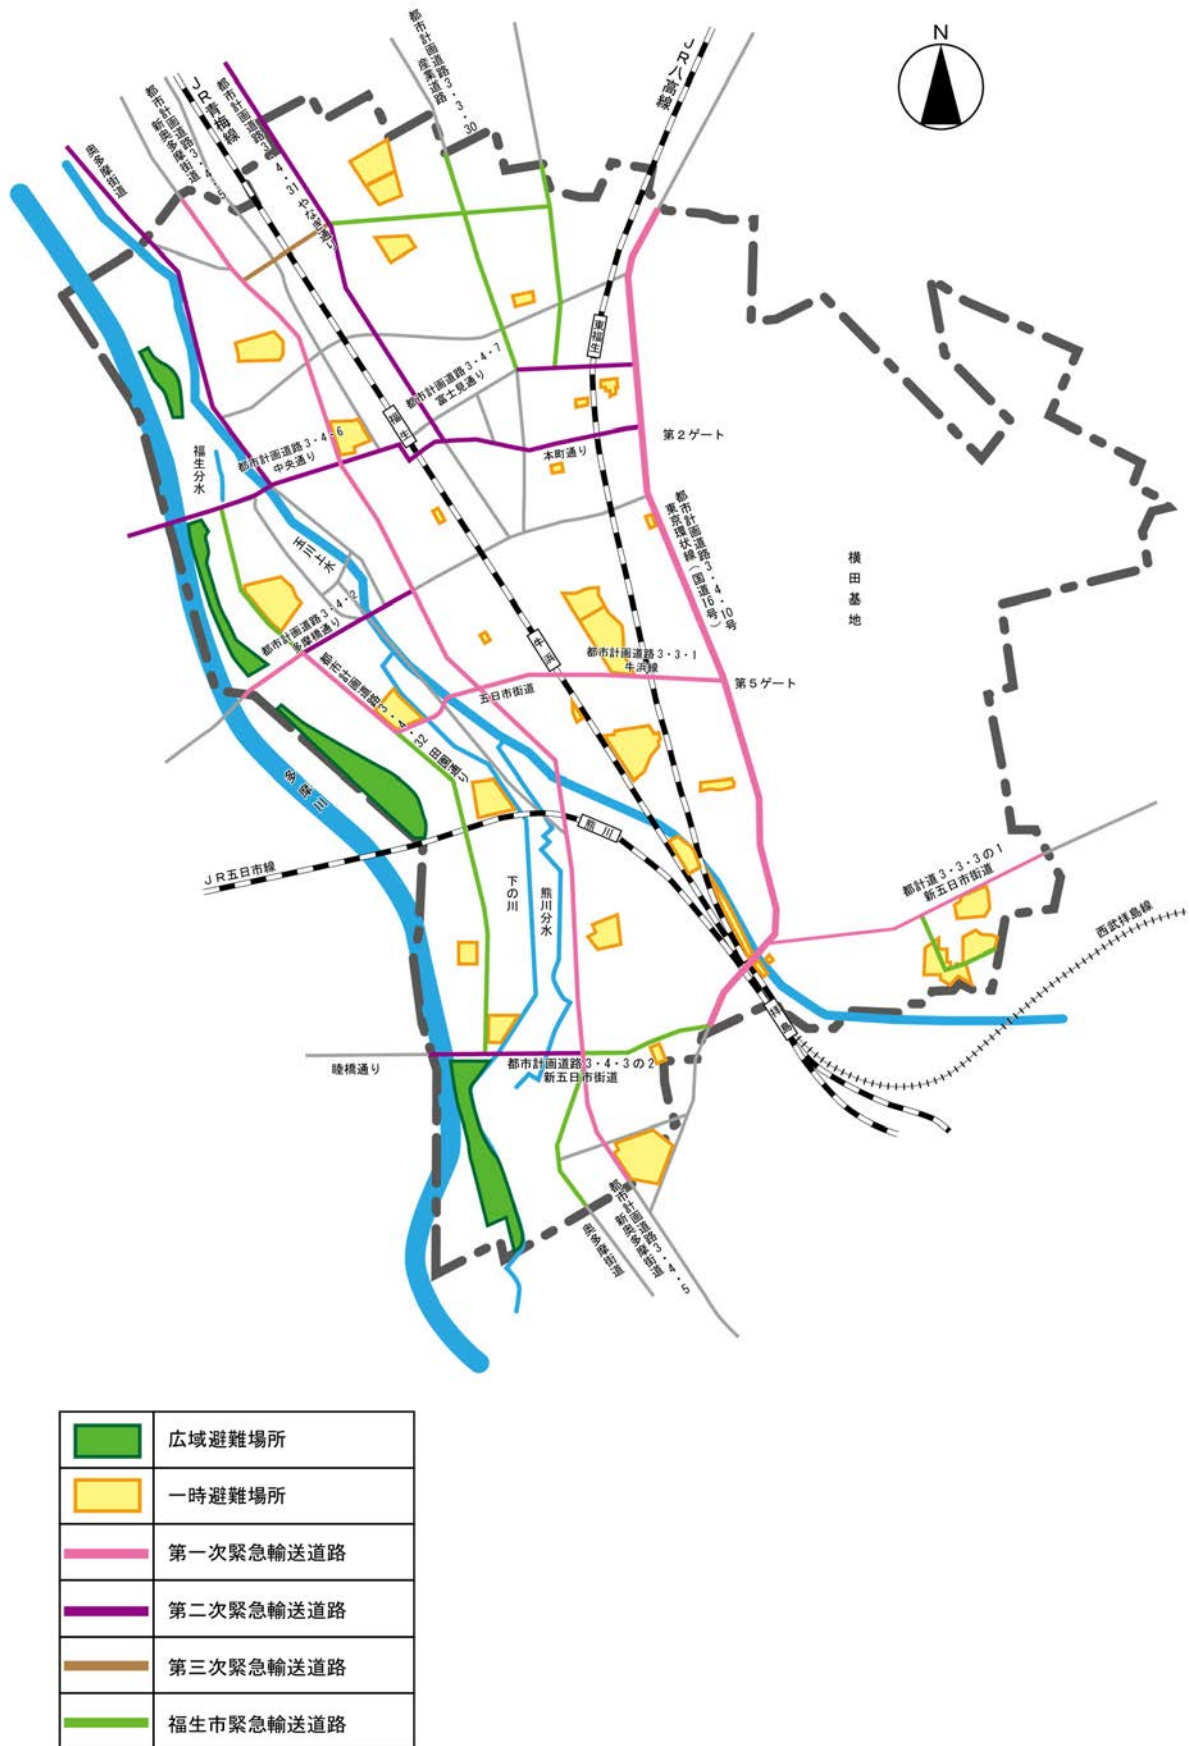 N
都市計画道路3・3・30
産業道路
JR八高線
JR青梅線
都市計画道路3・4・31
やなぎ通り
都市計画道路3・4・5
新奥多摩街道
奥多摩街道
東福生
都市計画道路3・4・7
富士見通り
福生
第2ゲート
本町通り
都市計画道路3・4・6
中央通り
福生分水
都市計画道路3・4・10号
東京環状線(国道16号)
玉川上水
横田基地
都市計画道路3・4・2
多摩橋通り
牛浜
都市計画道路3・3・1
牛浜線
第5ゲート
五日市街道
都市計画道路3・4・32
田園通り
多摩川
熊川
JR五日市線
都計道3・3・3の1
新五日市街道
下の川
熊川分水
西武拝島線
拝島
睦橋通り
都市計画道路3・4・3の2
新五日市街道
奥多摩街道
都市計画道路3・4・5
新奥多摩街道
広域避難場所
一時避難場所
第一次緊急輸送道路
第二次緊急輸送道路
第三次緊急輸送道路
福生市緊急輸送道路